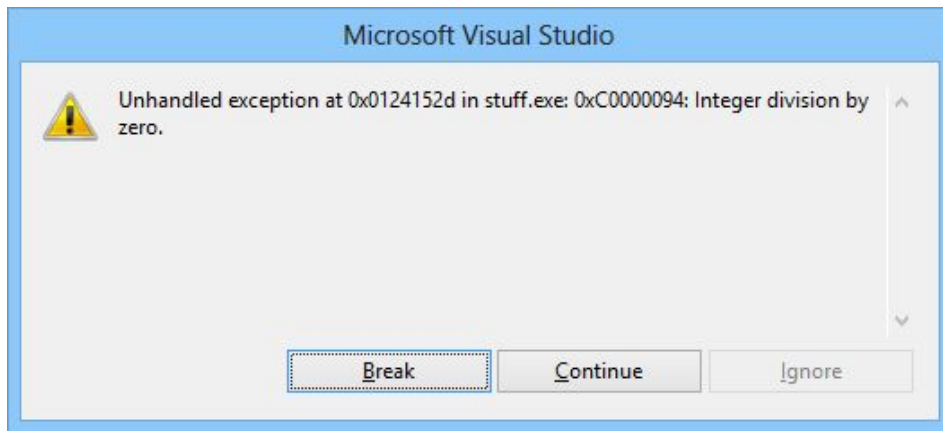 Microsoft Visual Studio
Unhandled exception at 0x0124152d in stuff.exe: 0xC0000094: Integer division by
zero.
Break
Continue
Ignore